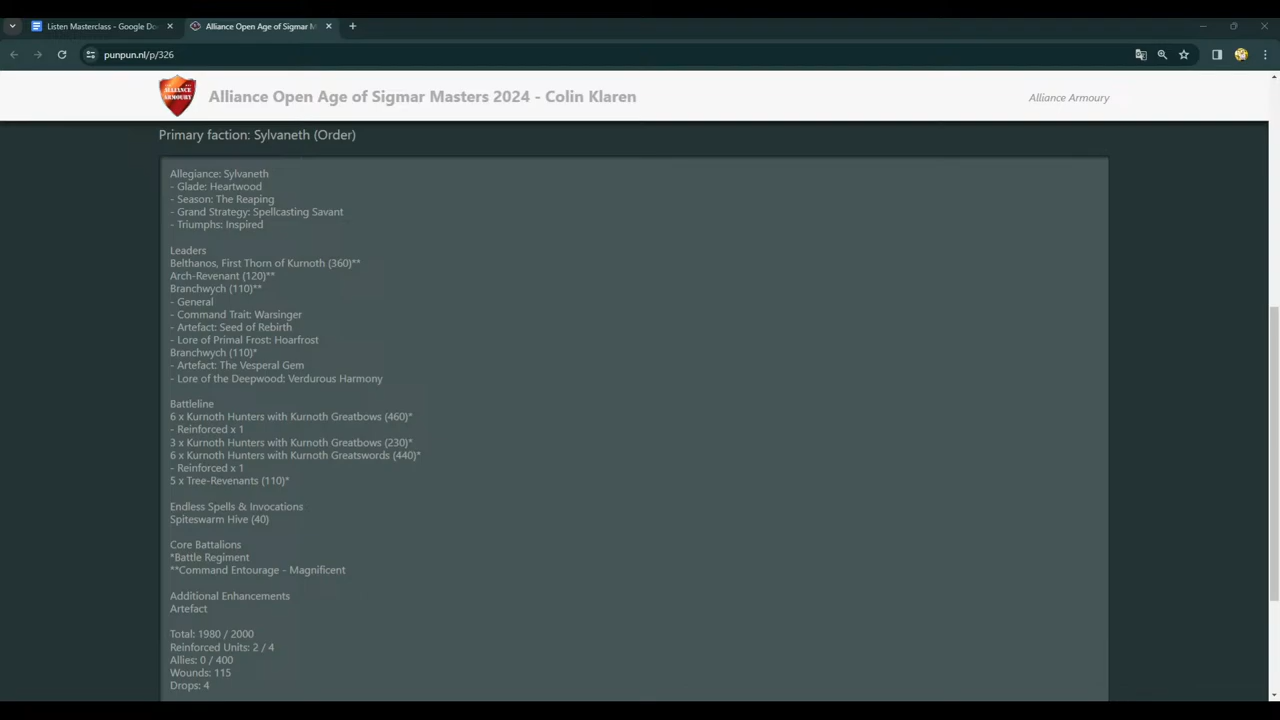 Listen Masterclass - Google Do
Alliance Open Age of Sigmar M
punpun.nl/p/326
ALLIANCE ARMOURY
Alliance Open Age of Sigmar Masters 2024 - Colin Klaren
Alliance Armoury
Primary faction: Sylvaneth (Order)
Allegiance: Sylvaneth
- Glade: Heartwood
- Season: The Reaping
- Grand Strategy: Spellcasting Savant
- Triumphs: Inspired
Leaders
Belthanos, First Thorn of Kurnoth (360)**
Arch-Revenant (120)**
Branchwych (110)**
- General
- Command Trait: Warsinger
- Artefact: Seed of Rebirth
- Lore of Primal Frost: Hoarfrost
Branchwych (110)*
- Artefact: The Vesperal Gem
- Lore of the Deepwood: Verdurous Harmony
Battleline
6 x Kurnoth Hunters with Kurnoth Greatbows (460)*
- Reinforced x 1
3 x Kurnoth Hunters with Kurnoth Greatbows (230)*
6 x Kurnoth Hunters with Kurnoth Greatswords (440)*
- Reinforced x 1
5 x Tree-Revenants (110)*
Endless Spells & Invocations
Spiteswarm Hive (40)
Core Battalions
*Battle Regiment
**Command Entourage - Magnificent
Additional Enhancements
Artefact
Total: 1980 / 2000
Reinforced Units: 2 / 4
Allies: 0 / 400
Wounds: 115
Drops: 4